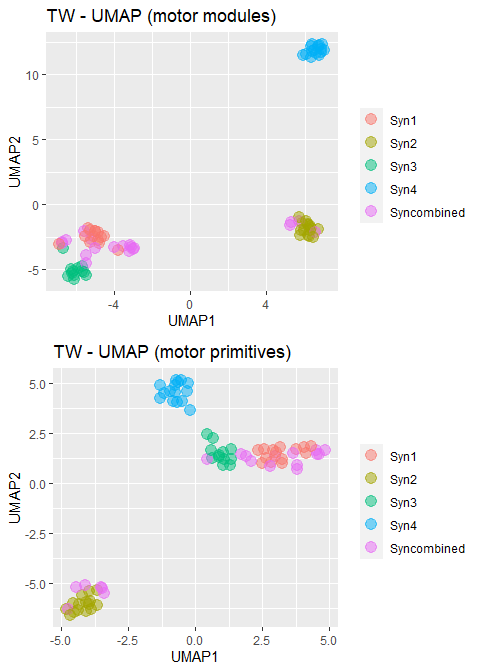 TW - UMAP (motor modules)
10
5
0
-5
UMAP2
-4
0
4
UMAP1
Syn1
Syn2
Syn3
Syn4
Syncombined
TW - UMAP (motor primitives)
5.0
2.5
0.0
-2.5
-5.0
UMAP2
-5.0
-2.5
0.0
2.5
5.0
UMAP1
Syn1
Syn2
Syn3
Syn4
Syncombined